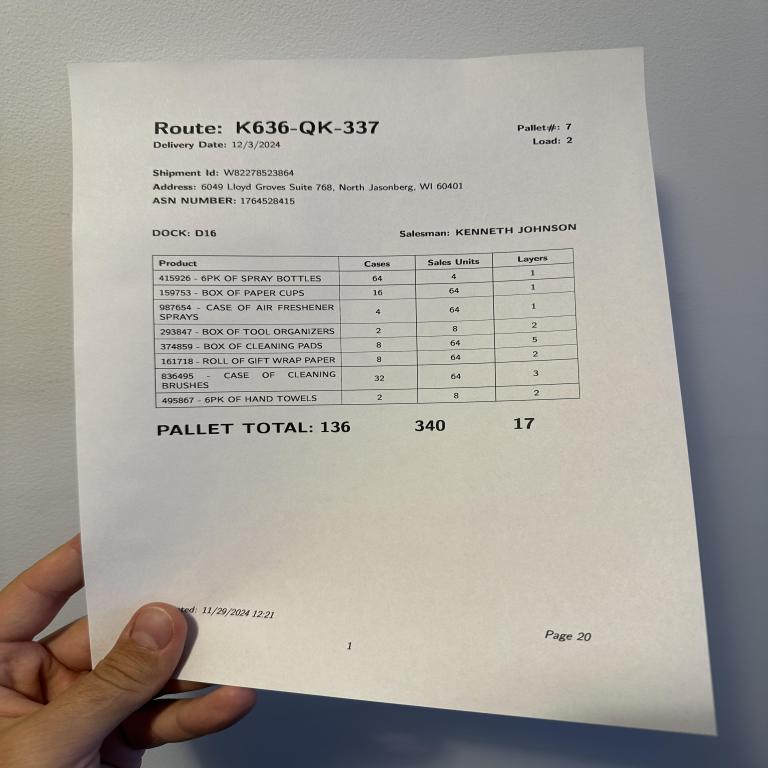 Route: K636-QK-337
Pallet#: 7
Delivery Date: 12/3/2024
Load: 2
Shipment Id: W82278523864
Address: 6049 Lloyd Groves Suite 768, North Jasonberg, WI 60401
ASN NUMBER: 1764528415
DOCK: D16 Salesman: KENNETH JOHNSON
Product Cases Sales Units Layers
415926 - 6PK OF SPRAY BOTTLES 64 4 1
159753 - BOX OF PAPER CUPS 16 64 1
987654 - CASE OF AIR FRESHENER
SPRAYS 4 64 1
293847 - BOX OF TOOL ORGANIZERS 2 8 2
374859 - BOX OF CLEANING PADS 8 64 5
161718 - ROLL OF GIFT WRAP PAPER 8 64 2
836495 - CASE OF CLEANING
BRUSHES 32 64 3
495867 - 6PK OF HAND TOWELS 2 8 2
PALLET TOTAL: 136 340 17
11/29/2024 12:21
1
Page 20